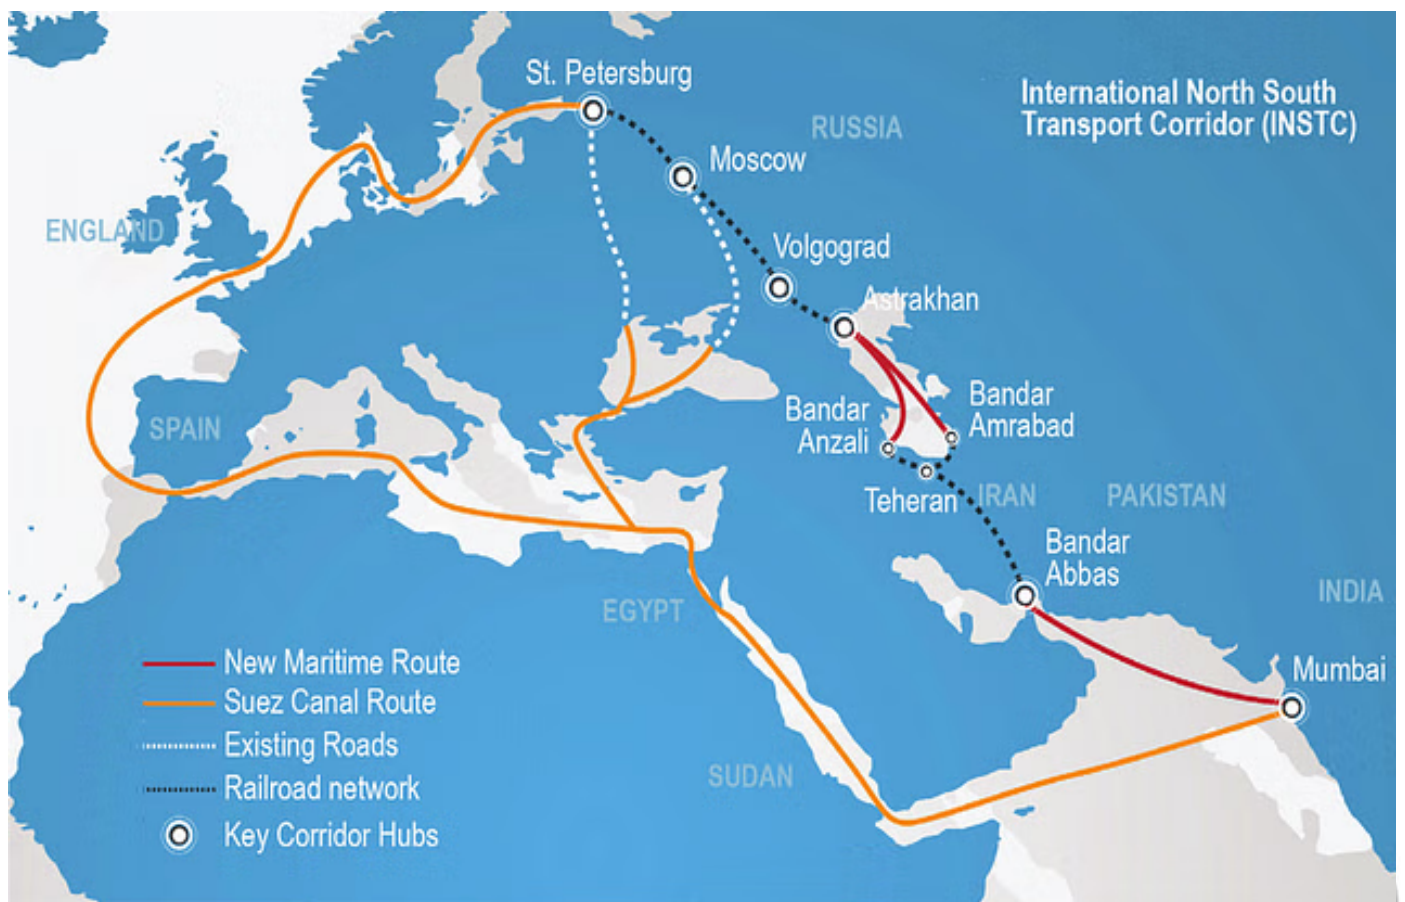 St. Petersburg
International North South
Transport Corridor (INSTC)
RUSSIA
Moscow
ENGLAND
Volgograd
Astrakhan
Bandar
Anzali
Bandar
Amrabad
SPAIN
Teheran
IRAN
PAKISTAN
Bandar
Abbas
INDIA
EGYPT
Mumbai
SUDAN
New Maritime Route
Suez Canal Route
Existing Roads
Railroad network
Key Corridor Hubs